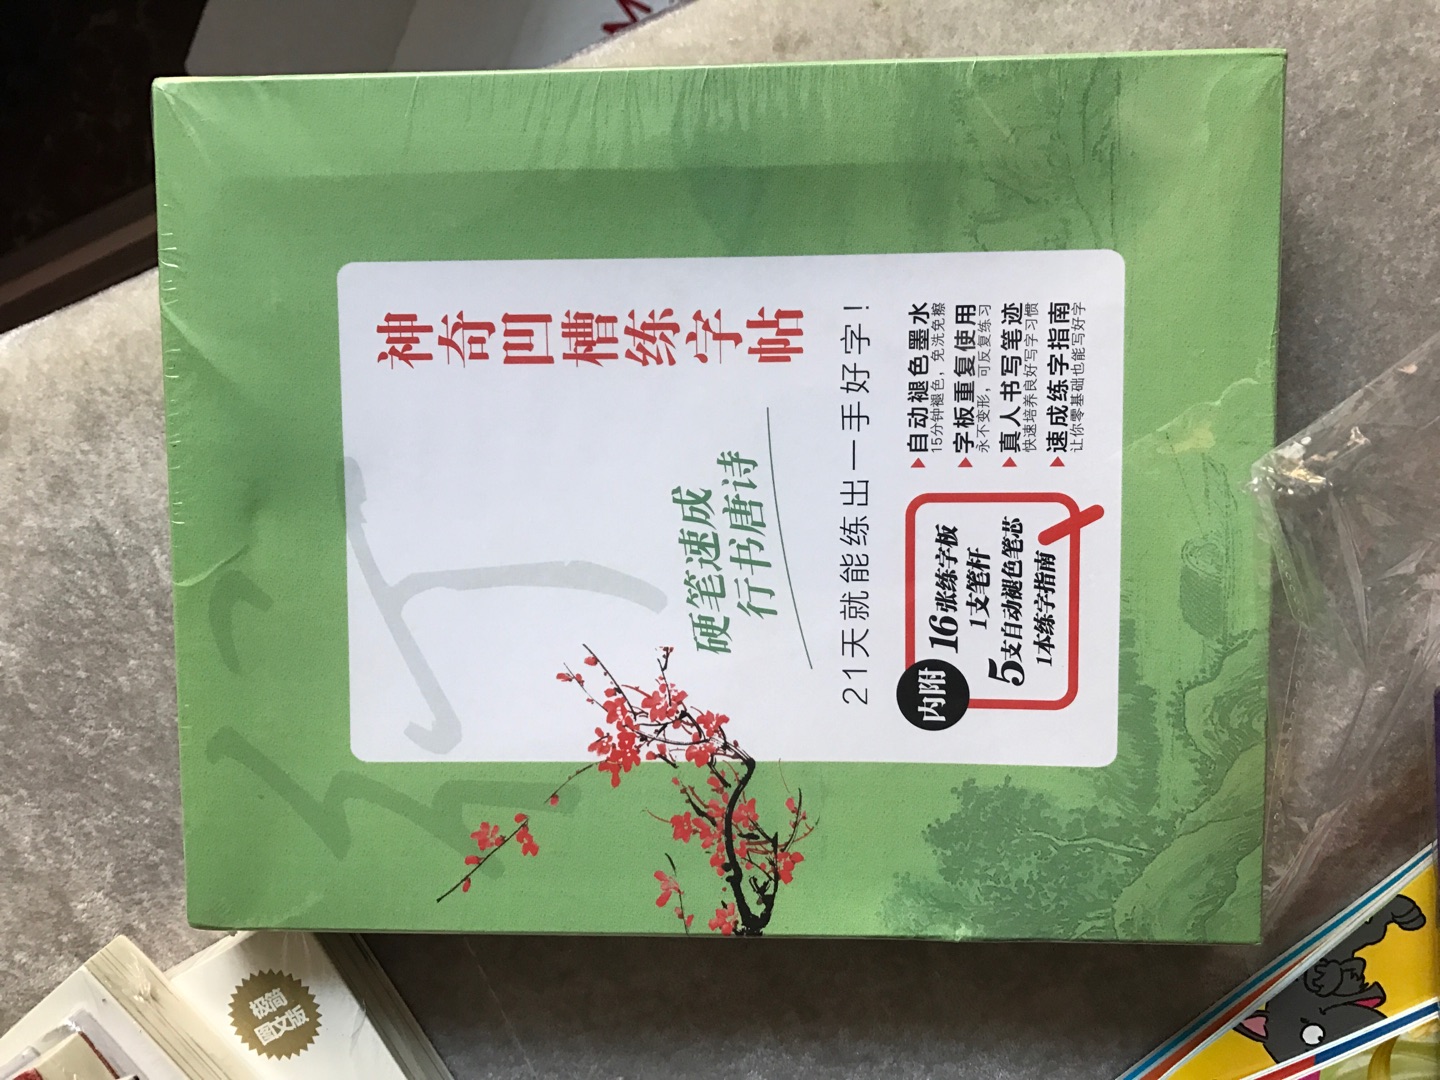 神奇凹槽练字帖
硬笔速成
行书唐诗
21天就能练出一手好字！
内附
16张练字板
1支笔杆
5支自动褪色笔芯
1本练字指南
自动褪色墨水
15分钟褪色，免洗免擦
字板重复使用
永不变形，可反复练习
真人书写笔迹
快速培养良好写字习惯
速成练字指南
让你零基础也能写好字
极简
图文版